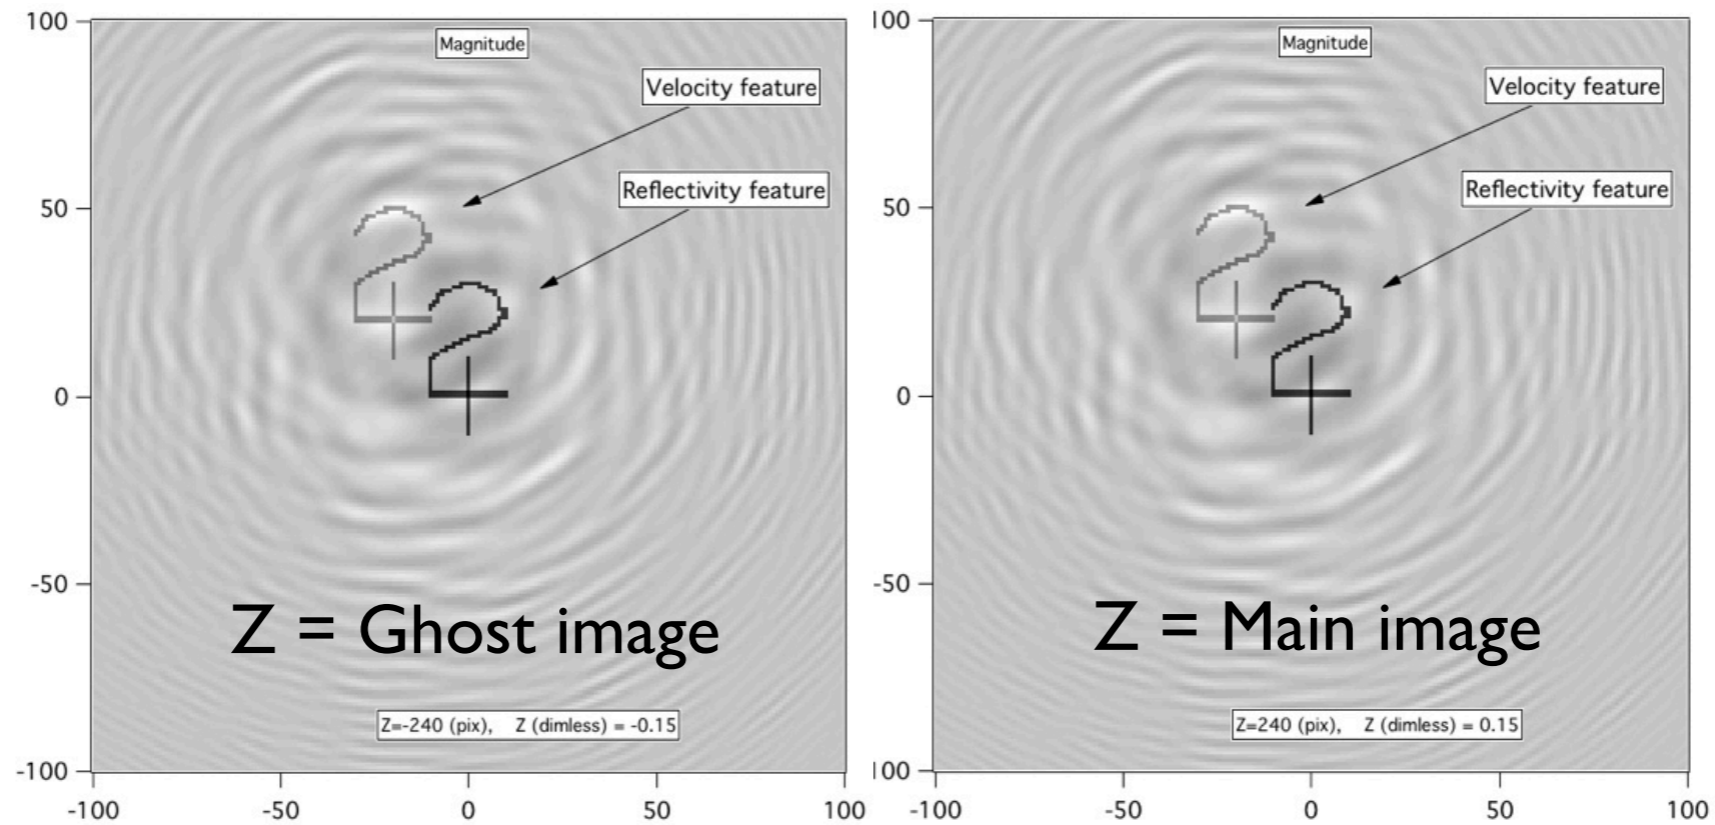 100
Magnitude
Velocity feature
Reflectivity feature
50
0
-50
Z = Ghost image
Z=-240 (pix),    Z (dimless) = -0.15
-100
-100 -50 0 50 100
100
Magnitude
Velocity feature
Reflectivity feature
50
0
-50
Z = Main image
Z=240 (pix),    Z (dimless) = 0.15
100
-100 -50 0 50 100